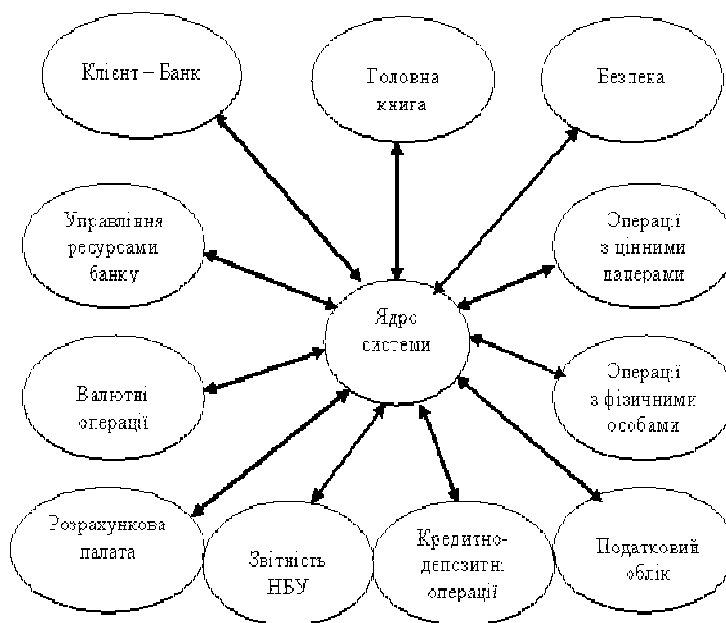 Клієнт – Банк
Головна
книга
Безпека
Управління
ресурсами
банку
Операції
з цінними
паперами
Ядро
системи
Валютні
операції
Операції
з фізичними
особами
Розрахункова
палата
Звітність
НБУ
Кредитно-
депозитні
операції
Податковий
облік